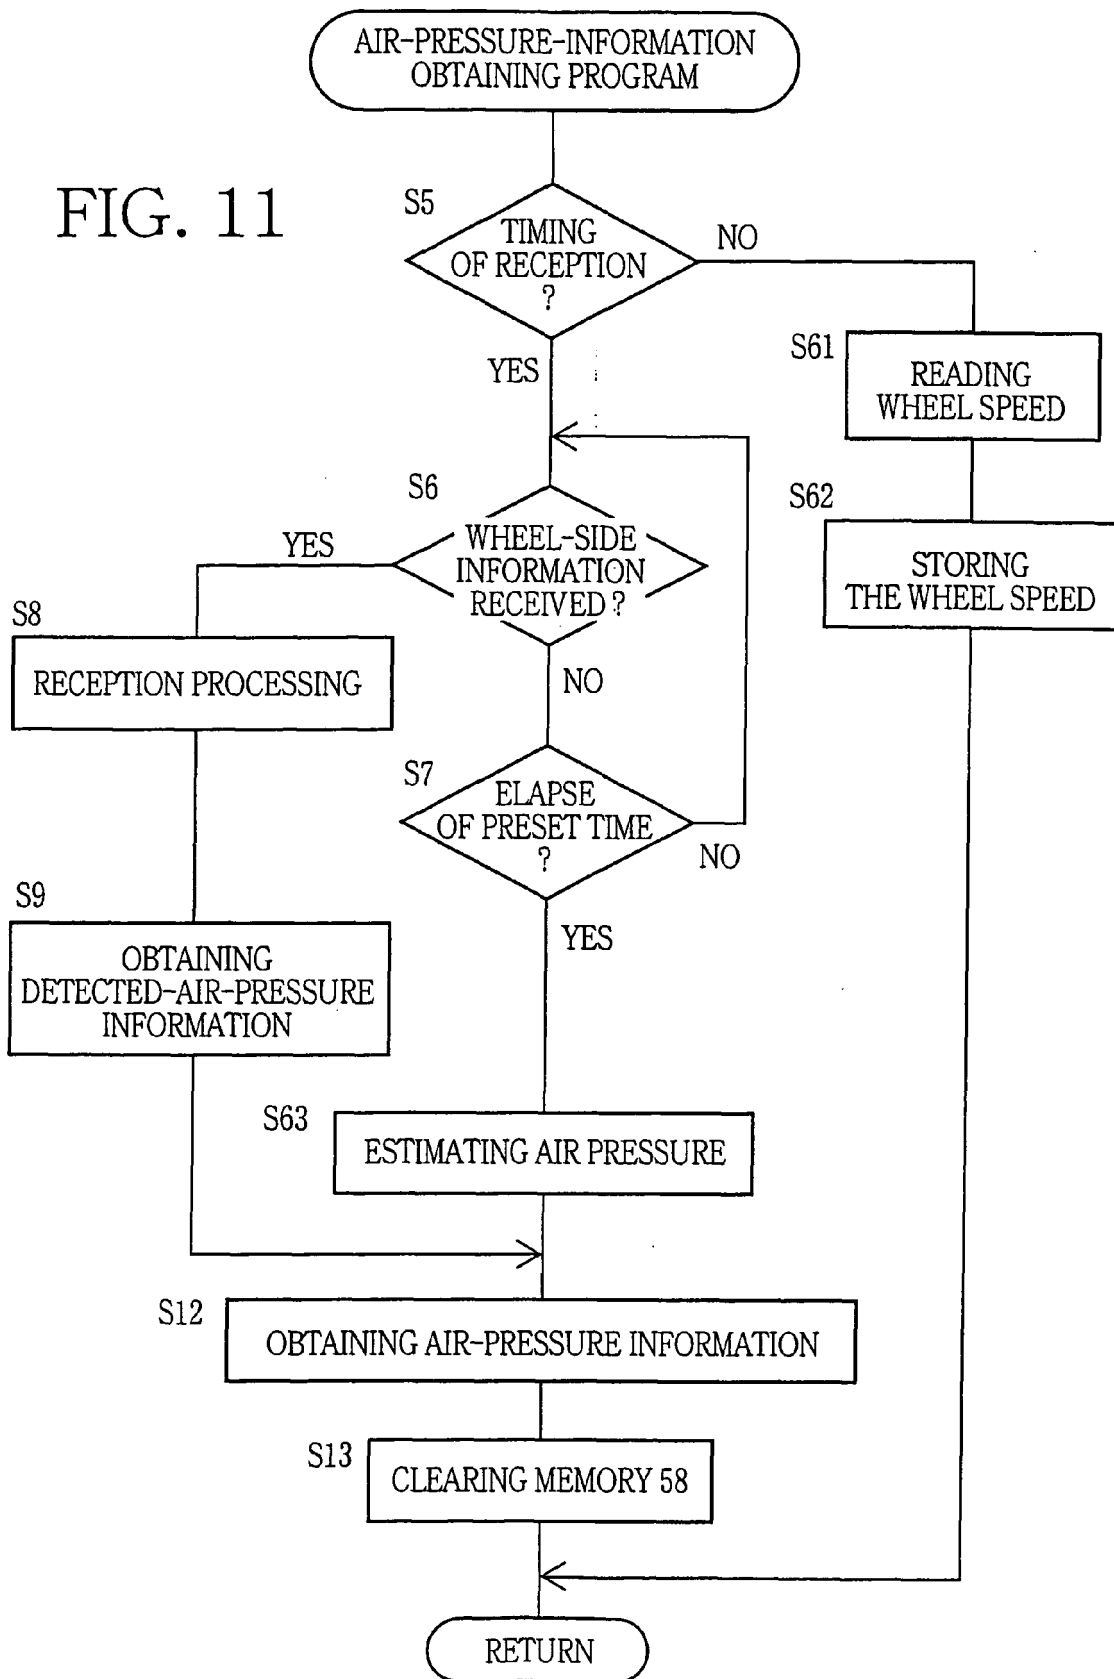 AIR-PRESSURE-INFORMATION
OBTAINING PROGRAM
FIG. 11
S5
TIMING
OF RECEPTION
?
NO
YES
S61
READING
WHEEL SPEED
S6
WHEEL-SIDE
INFORMATION
RECEIVED ?
YES
NO
S62
STORING
THE WHEEL SPEED
S8
RECEPTION PROCESSING
S7
ELAPSE
OF PRESET TIME
?
NO
YES
S9
OBTAINING
DETECTED-AIR-PRESSURE
INFORMATION
S63
ESTIMATING AIR PRESSURE
S12
OBTAINING AIR-PRESSURE INFORMATION
S13
CLEARING MEMORY 58
RETURN